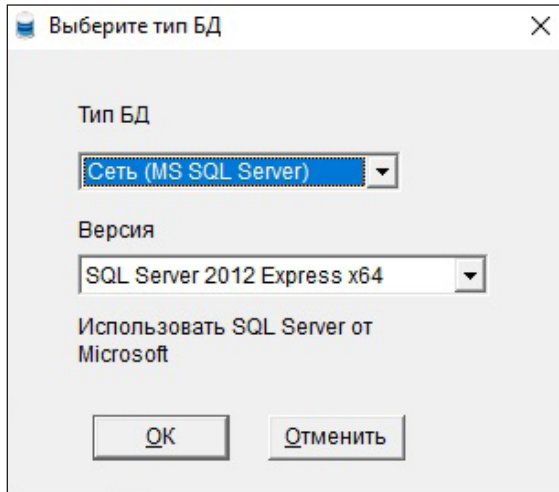 Выберите тип БД
Тип БД
Сеть (MS SQL Server)
Версия
SQL Server 2012 Express x64
Использовать SQL Server от
Microsoft
OK
Отменить